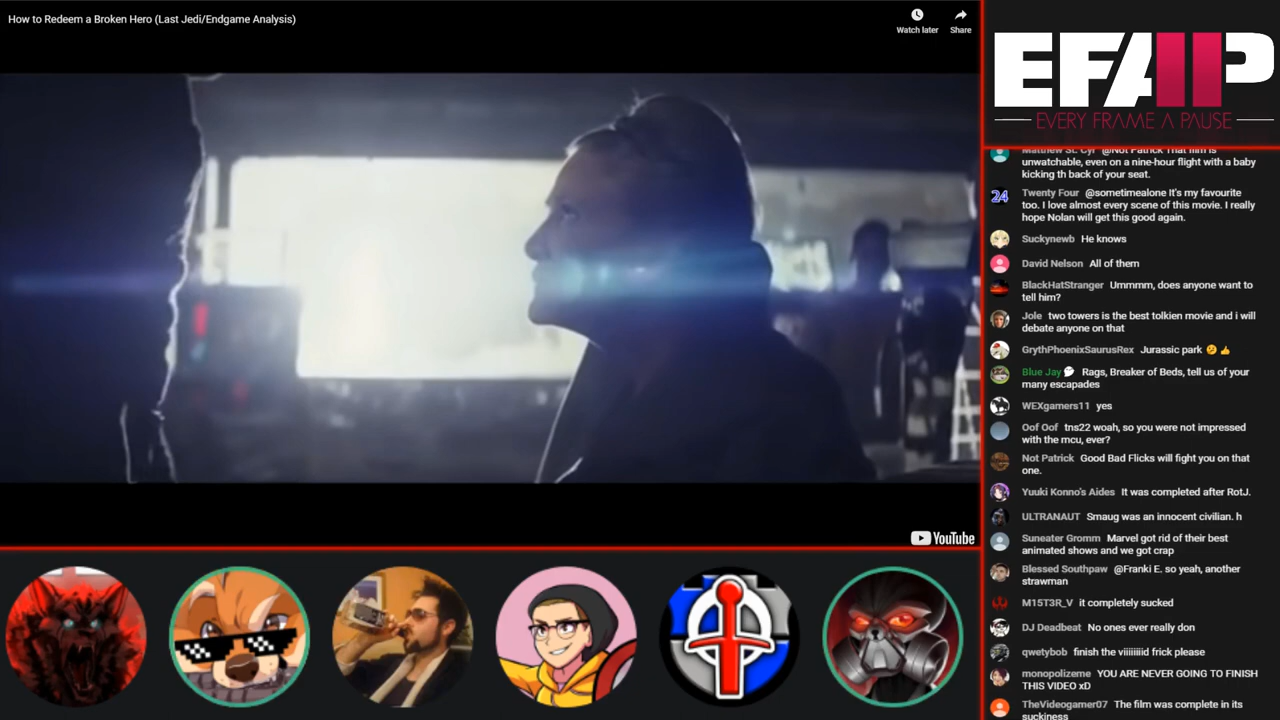 How to Redeem a Broken Hero (Last Jedi/Endgame Analysis)
Watch later
Share
YouTube
EFAP
EVERY FRAME A PAUSE
Matthew St. Cyr @Not Patrick That film is
unwatchable, even on a nine-hour flight with a baby
kicking th back of your seat.
24
Twenty Four @sometimealone It's my favourite
too. I love almost every scene of this movie. I really
hope Nolan will get this good again.
Suckynewb He knows
David Nelson All of them
BlackHatStranger Ummmm, does anyone want to
tell him?
Jole two towers is the best tolkien movie and i will
debate anyone on that
GrythPhoenixSaurusRex Jurassic park 🤔 👍
Blue Jay Rags, Breaker of Beds, tell us of your
many escapades
WEXgamers11 yes
Oof Oof tns22 woah, so you were not impressed
with the mcu, ever?
Not Patrick Good Bad Flicks will fight you on that
one.
Yuuki Konno's Aides It was completed after RotJ.
ULTRANAUT Smaug was an innocent civilian. h
Suneater Gromm Marvel got rid of their best
animated shows and we got crap
Blessed Southpaw @Franki E. so yeah, another
strawman
M15T3R_V it completely sucked
DJ Deadbeat No ones ever really don
qwetybob finish the viiiiiiiid frick please
monopolizeme YOU ARE NEVER GOING TO FINISH
THIS VIDEO xD
TheVideogamer07 The film was complete in its
suckiness